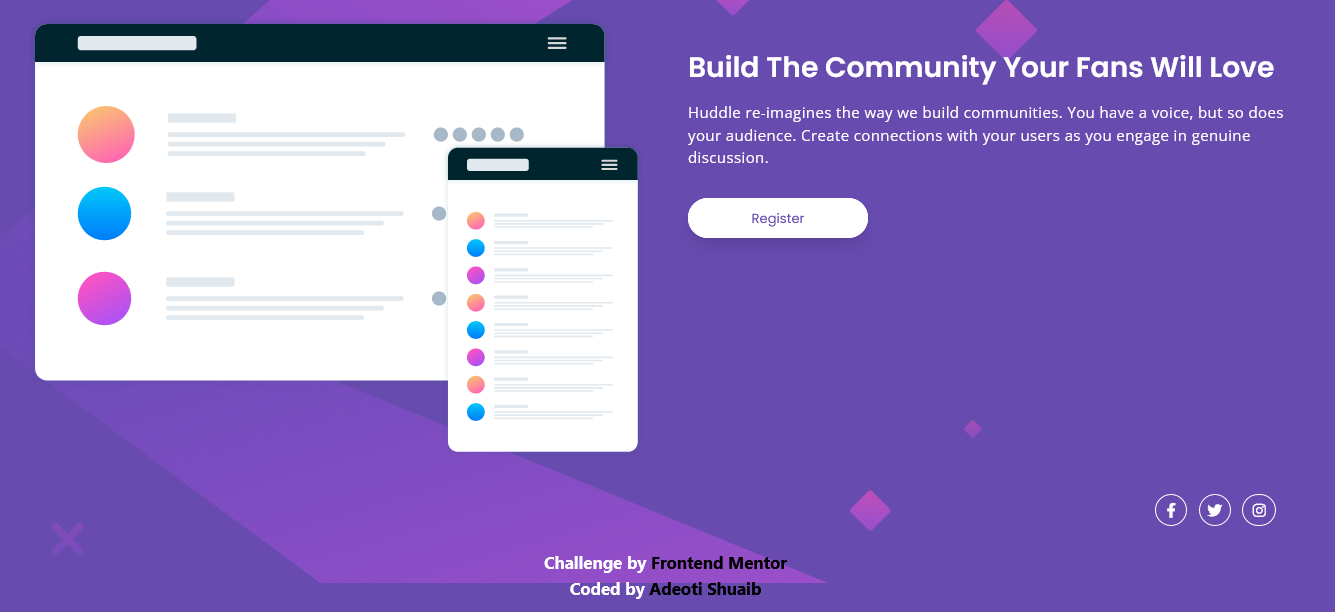 Build The Community Your Fans Will Love
Huddle re-imagines the way we build communities. You have a voice, but so does
your audience. Create connections with your users as you engage in genuine
discussion.
Register
Challenge by Frontend Mentor
Coded by Adeoti Shuaib